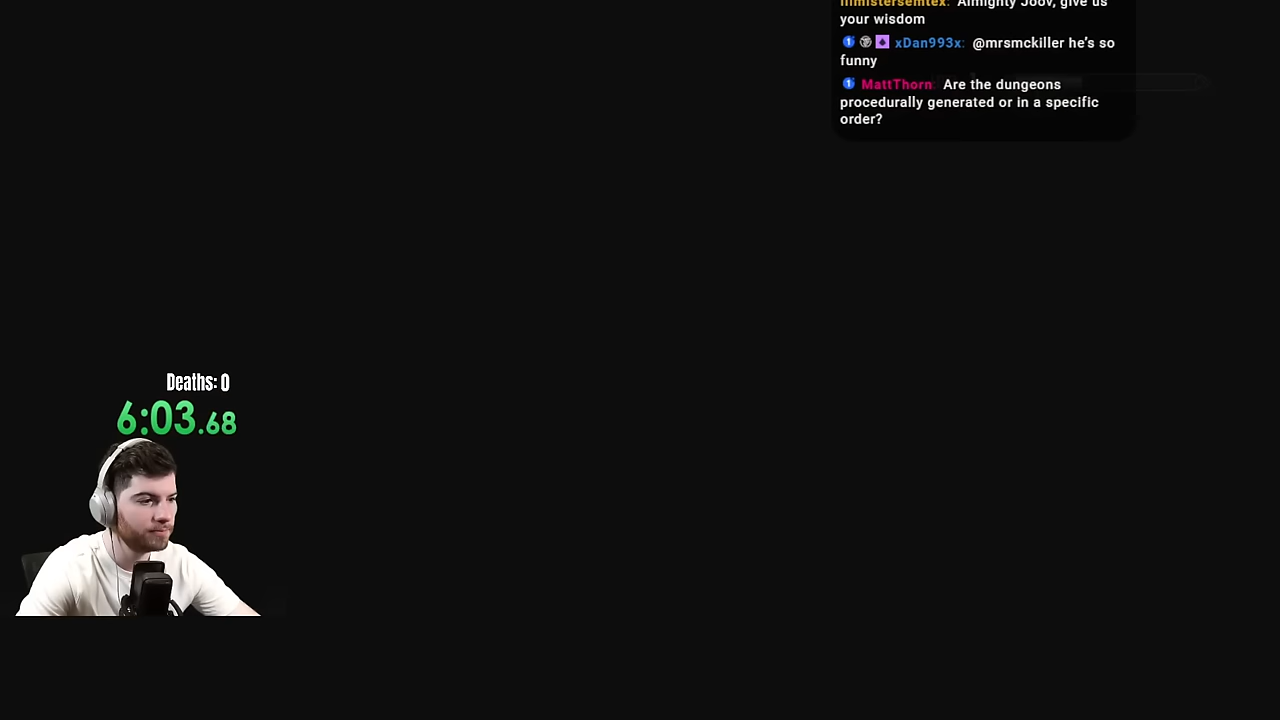 Almighty Joov, give us
your wisdom
xDan993x: @mrsmckiller he's so
funny
MattThorn: Are the dungeons
procedurally generated or in a specific
order?
Deaths: 0
6:03.68